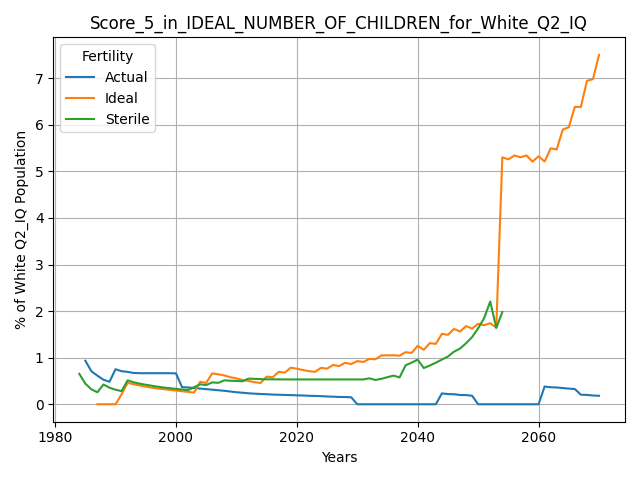 Score_5_in_IDEAL_NUMBER_OF_CHILDREN_for_White_Q2_IQ
Fertility
Actual
Ideal
Sterile
% of White Q2_IQ Population
7
6
5
4
3
2
1
0
1980 2000 2020 2040 2060
Years